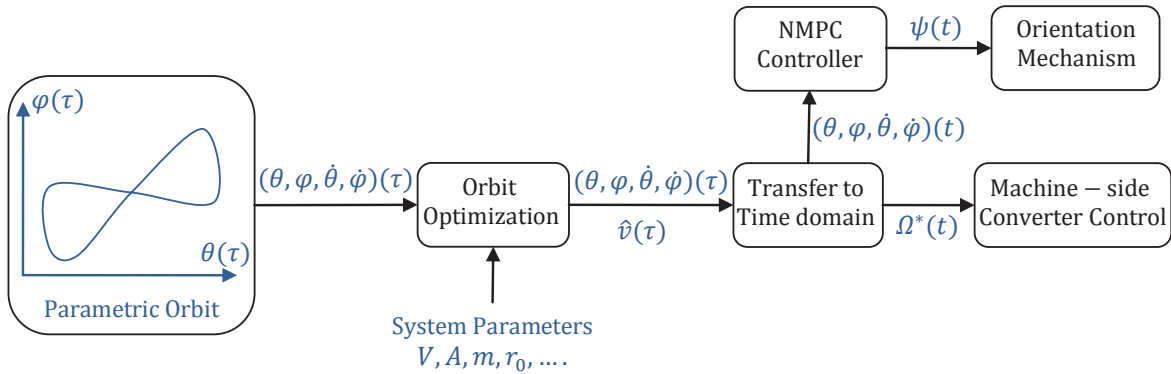 φ(τ)
θ(τ)
Parametric Orbit
(θ, φ, θ̇, φ̇)(τ)
Orbit
Optimization
System Parameters
V, A, m, r₀, … .
(θ, φ, θ̇, φ̇)(τ)
v̂(τ)
Transfer to
Time domain
(θ, φ, θ̇, φ̇)(t)
NMPC
Controller
ψ(t)
Orientation
Mechanism
Ω*(t)
Machine − side
Converter Control